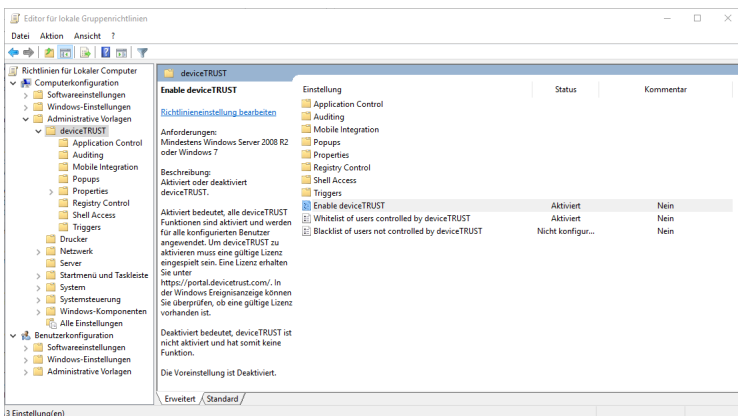 Editor für lokale Gruppenrichtlinien
Datei Aktion Ansicht ?
Richtlinien für Lokaler Computer
Computerkonfiguration
Softwareeinstellungen
Windows-Einstellungen
Administrative Vorlagen
deviceTRUST
Application Control
Auditing
Mobile Integration
Popups
Properties
Registry Control
Shell Access
Triggers
Drucker
Netzwerk
Server
Startmenü und Taskleiste
System
Systemsteuerung
Windows-Komponenten
Alle Einstellungen
Benutzerkonfiguration
Softwareeinstellungen
Windows-Einstellungen
Administrative Vorlagen
deviceTRUST
Enable deviceTRUST
Richtlinieneinstellung bearbeiten
Anforderungen:
Mindestens Windows Server 2008 R2
oder Windows 7
Beschreibung:
Aktiviert oder deaktiviert
deviceTRUST.
Aktiviert bedeutet, alle deviceTRUST
Funktionen sind aktiviert und werden
für alle konfigurierten Benutzer
angewendet. Um deviceTRUST zu
aktivieren muss eine gültige Lizenz
eingespielt sein. Eine Lizenz erhalten
Sie unter
https://portal.devicetrust.com/. In
der Windows Ereignisanzeige können
Sie überprüfen, ob eine gültige Lizenz
vorhanden ist.
Deaktiviert bedeutet, deviceTRUST ist
nicht aktiviert und hat somit keine
Funktion.
Die Voreinstellung ist Deaktiviert.
Einstellung Status Kommentar
Application Control
Auditing
Mobile Integration
Popups
Properties
Registry Control
Shell Access
Triggers
Enable deviceTRUST Aktiviert Nein
Whitelist of users controlled by deviceTRUST Aktiviert Nein
Blacklist of users not controlled by deviceTRUST Nicht konfigur... Nein
Erweitert Standard
3 Einstellung(en)